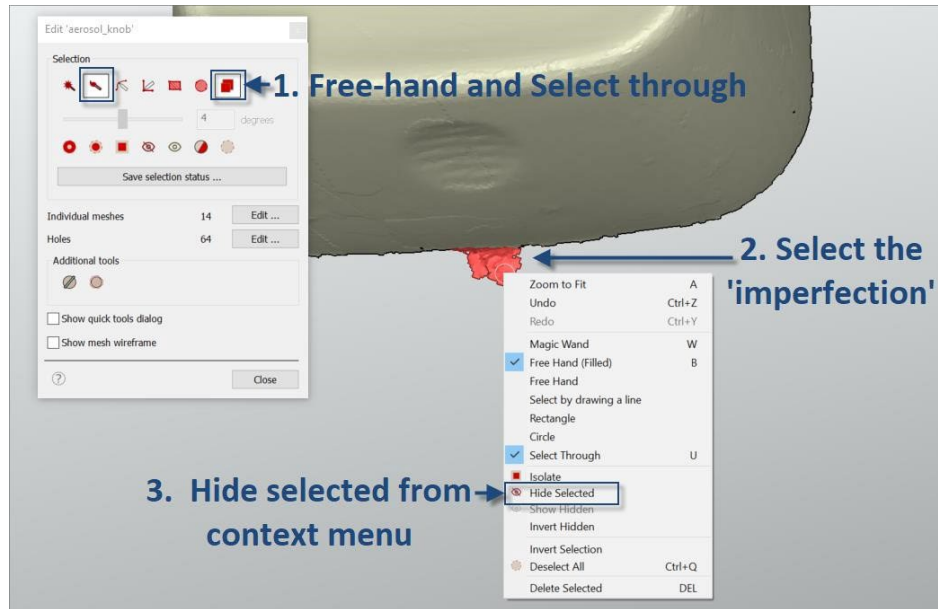 Edit 'aerosol_knob'
Selection
1. Free-hand and Select through
4 degrees
Save selection status ...
Individual meshes 14 Edit ...
Holes 64 Edit ...
Additional tools
Show quick tools dialog
Show mesh wireframe
? Close
2. Select the
'imperfection'
Zoom to Fit A
Undo Ctrl+Z
Redo Ctrl+Y
Magic Wand W
Free Hand (Filled) B
Free Hand
Select by drawing a line
Rectangle
Circle
Select Through U
Isolate
Hide Selected
Show Hidden
Invert Hidden
Invert Selection
Deselect All Ctrl+Q
Delete Selected DEL
3. Hide selected from
context menu